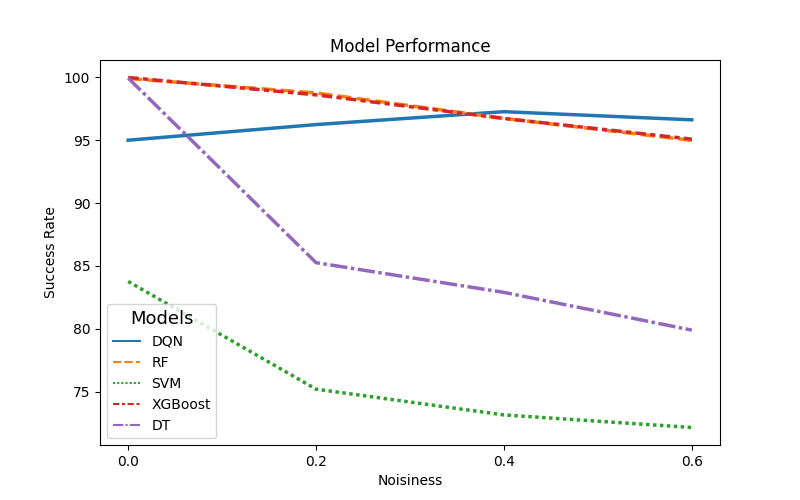 Model Performance
Success Rate
100
95
90
85
80
75
Models
DQN
RF
SVM
XGBoost
DT
0.0
0.2
0.4
0.6
Noisiness